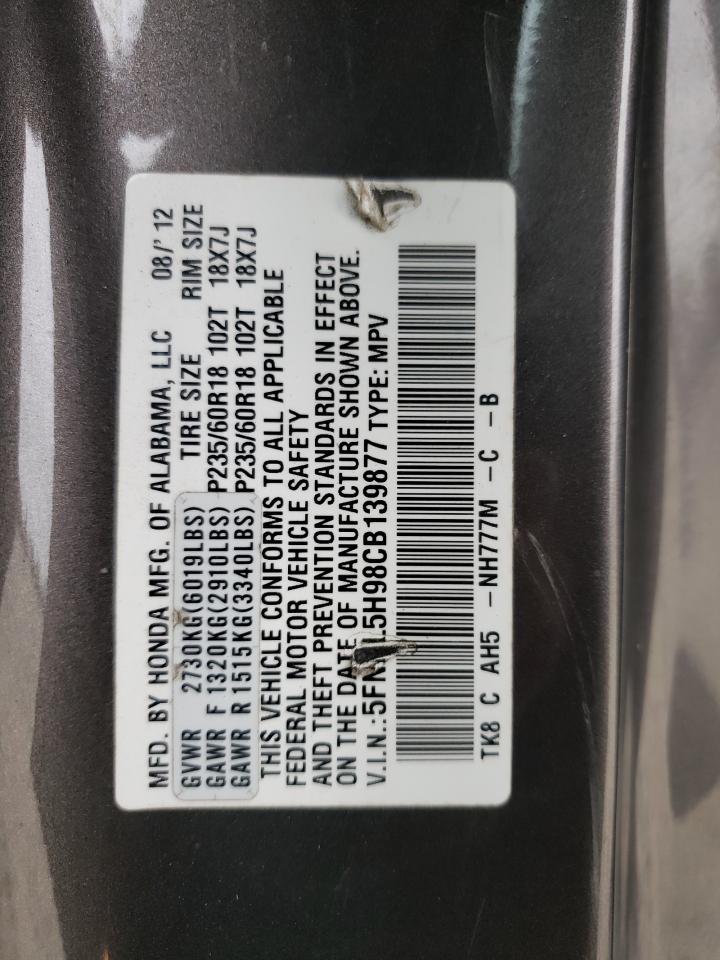 MFD. BY HONDA MFG. OF ALABAMA, LLC 08/' 12
GVWR 2730KG(6019LBS) TIRE SIZE RIM SIZE
GAWR F 1320KG(2910LBS) P235/60R18 102T 18X7J
GAWR R 1515KG(3340LBS) P235/60R18 102T 18X7J
THIS VEHICLE CONFORMS TO ALL APPLICABLE
FEDERAL MOTOR VEHICLE SAFETY
AND THEFT PREVENTION STANDARDS IN EFFECT
ON THE DATE OF MANUFACTURE SHOWN ABOVE.
V.I.N.: TYPE: MPV
TK8 C AH5 -NH777M -C -B